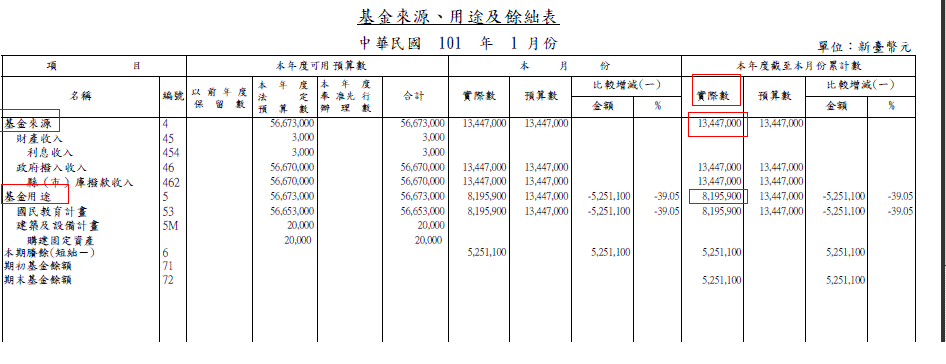 基金來源、用途及餘絀表
中華民國 101 年 1 月份
單位：新臺幣元
項 目 本年度可用預算數 本 月 份 本年度截至本月份累計數
名稱 編號 以前年度保留數 本年度法定預算數 本年度奉准先行辦理數 合計 實際數 預算數 比較增減(－) 實際數 預算數 比較增減(－)
金額 % 金額 %
基金來源 4 56,673,000 56,673,000 13,447,000 13,447,000 13,447,000 13,447,000
財產收入 45 3,000 3,000
利息收入 454 3,000 3,000
政府撥入收入 46 56,670,000 56,670,000 13,447,000 13,447,000 13,447,000 13,447,000
縣（市）庫撥款收入 462 56,670,000 56,670,000 13,447,000 13,447,000 13,447,000 13,447,000
基金用途 5 56,673,000 56,673,000 8,195,900 13,447,000 -5,251,100 -39.05 8,195,900 13,447,000 -5,251,100 -39.05
國民教育計畫 53 56,653,000 56,653,000 8,195,900 13,447,000 -5,251,100 -39.05 8,195,900 13,447,000 -5,251,100 -39.05
建築及設備計畫 5M 20,000 20,000
購建固定資產 20,000 20,000
本期賸餘(短絀－) 6 5,251,100 5,251,100 5,251,100 5,251,100
期初基金餘額 71
期末基金餘額 72 5,251,100 5,251,100